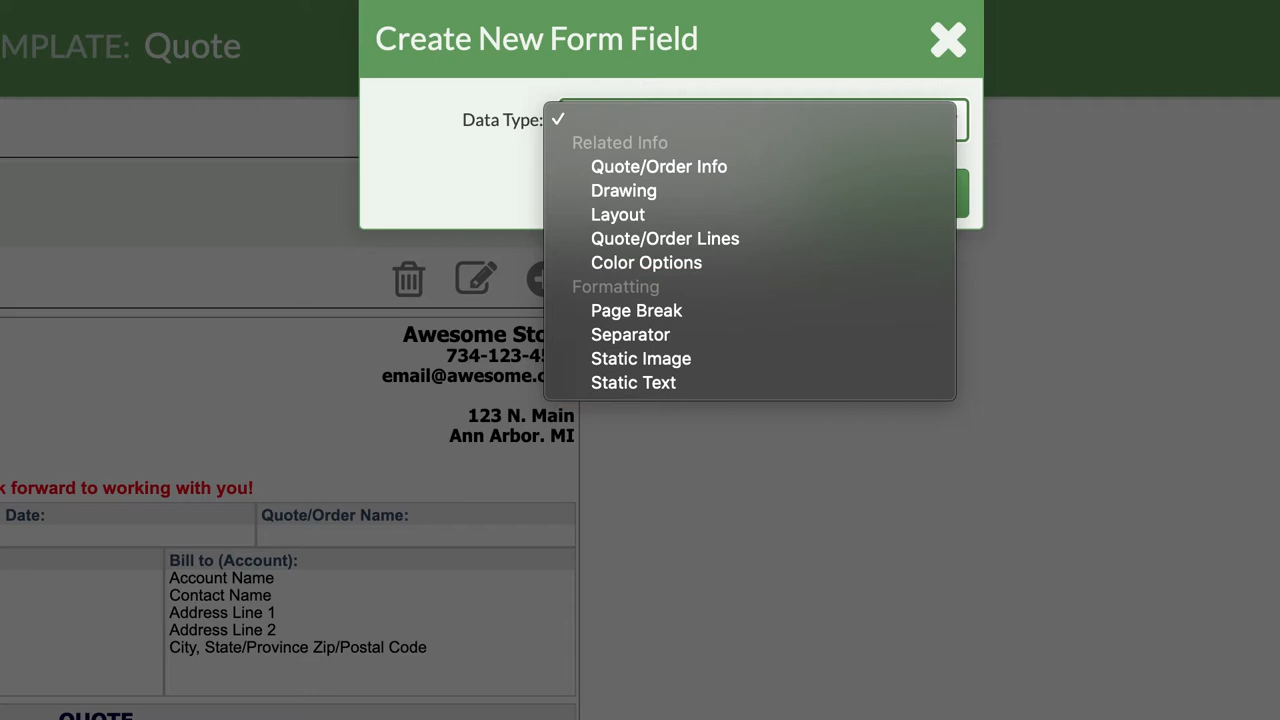 MPLATE: Quote
Create New Form Field
Data Type:
Related Info
Quote/Order Info
Drawing
Layout
Quote/Order Lines
Color Options
Formatting
Page Break
Separator
Static Image
Static Text
Awesome Sto
734-123-45
email@awesome.c
123 N. Main
Ann Arbor. MI
k forward to working with you!
Date:
Quote/Order Name:
Bill to (Account):
Account Name
Contact Name
Address Line 1
Address Line 2
City, State/Province Zip/Postal Code
QUOTE